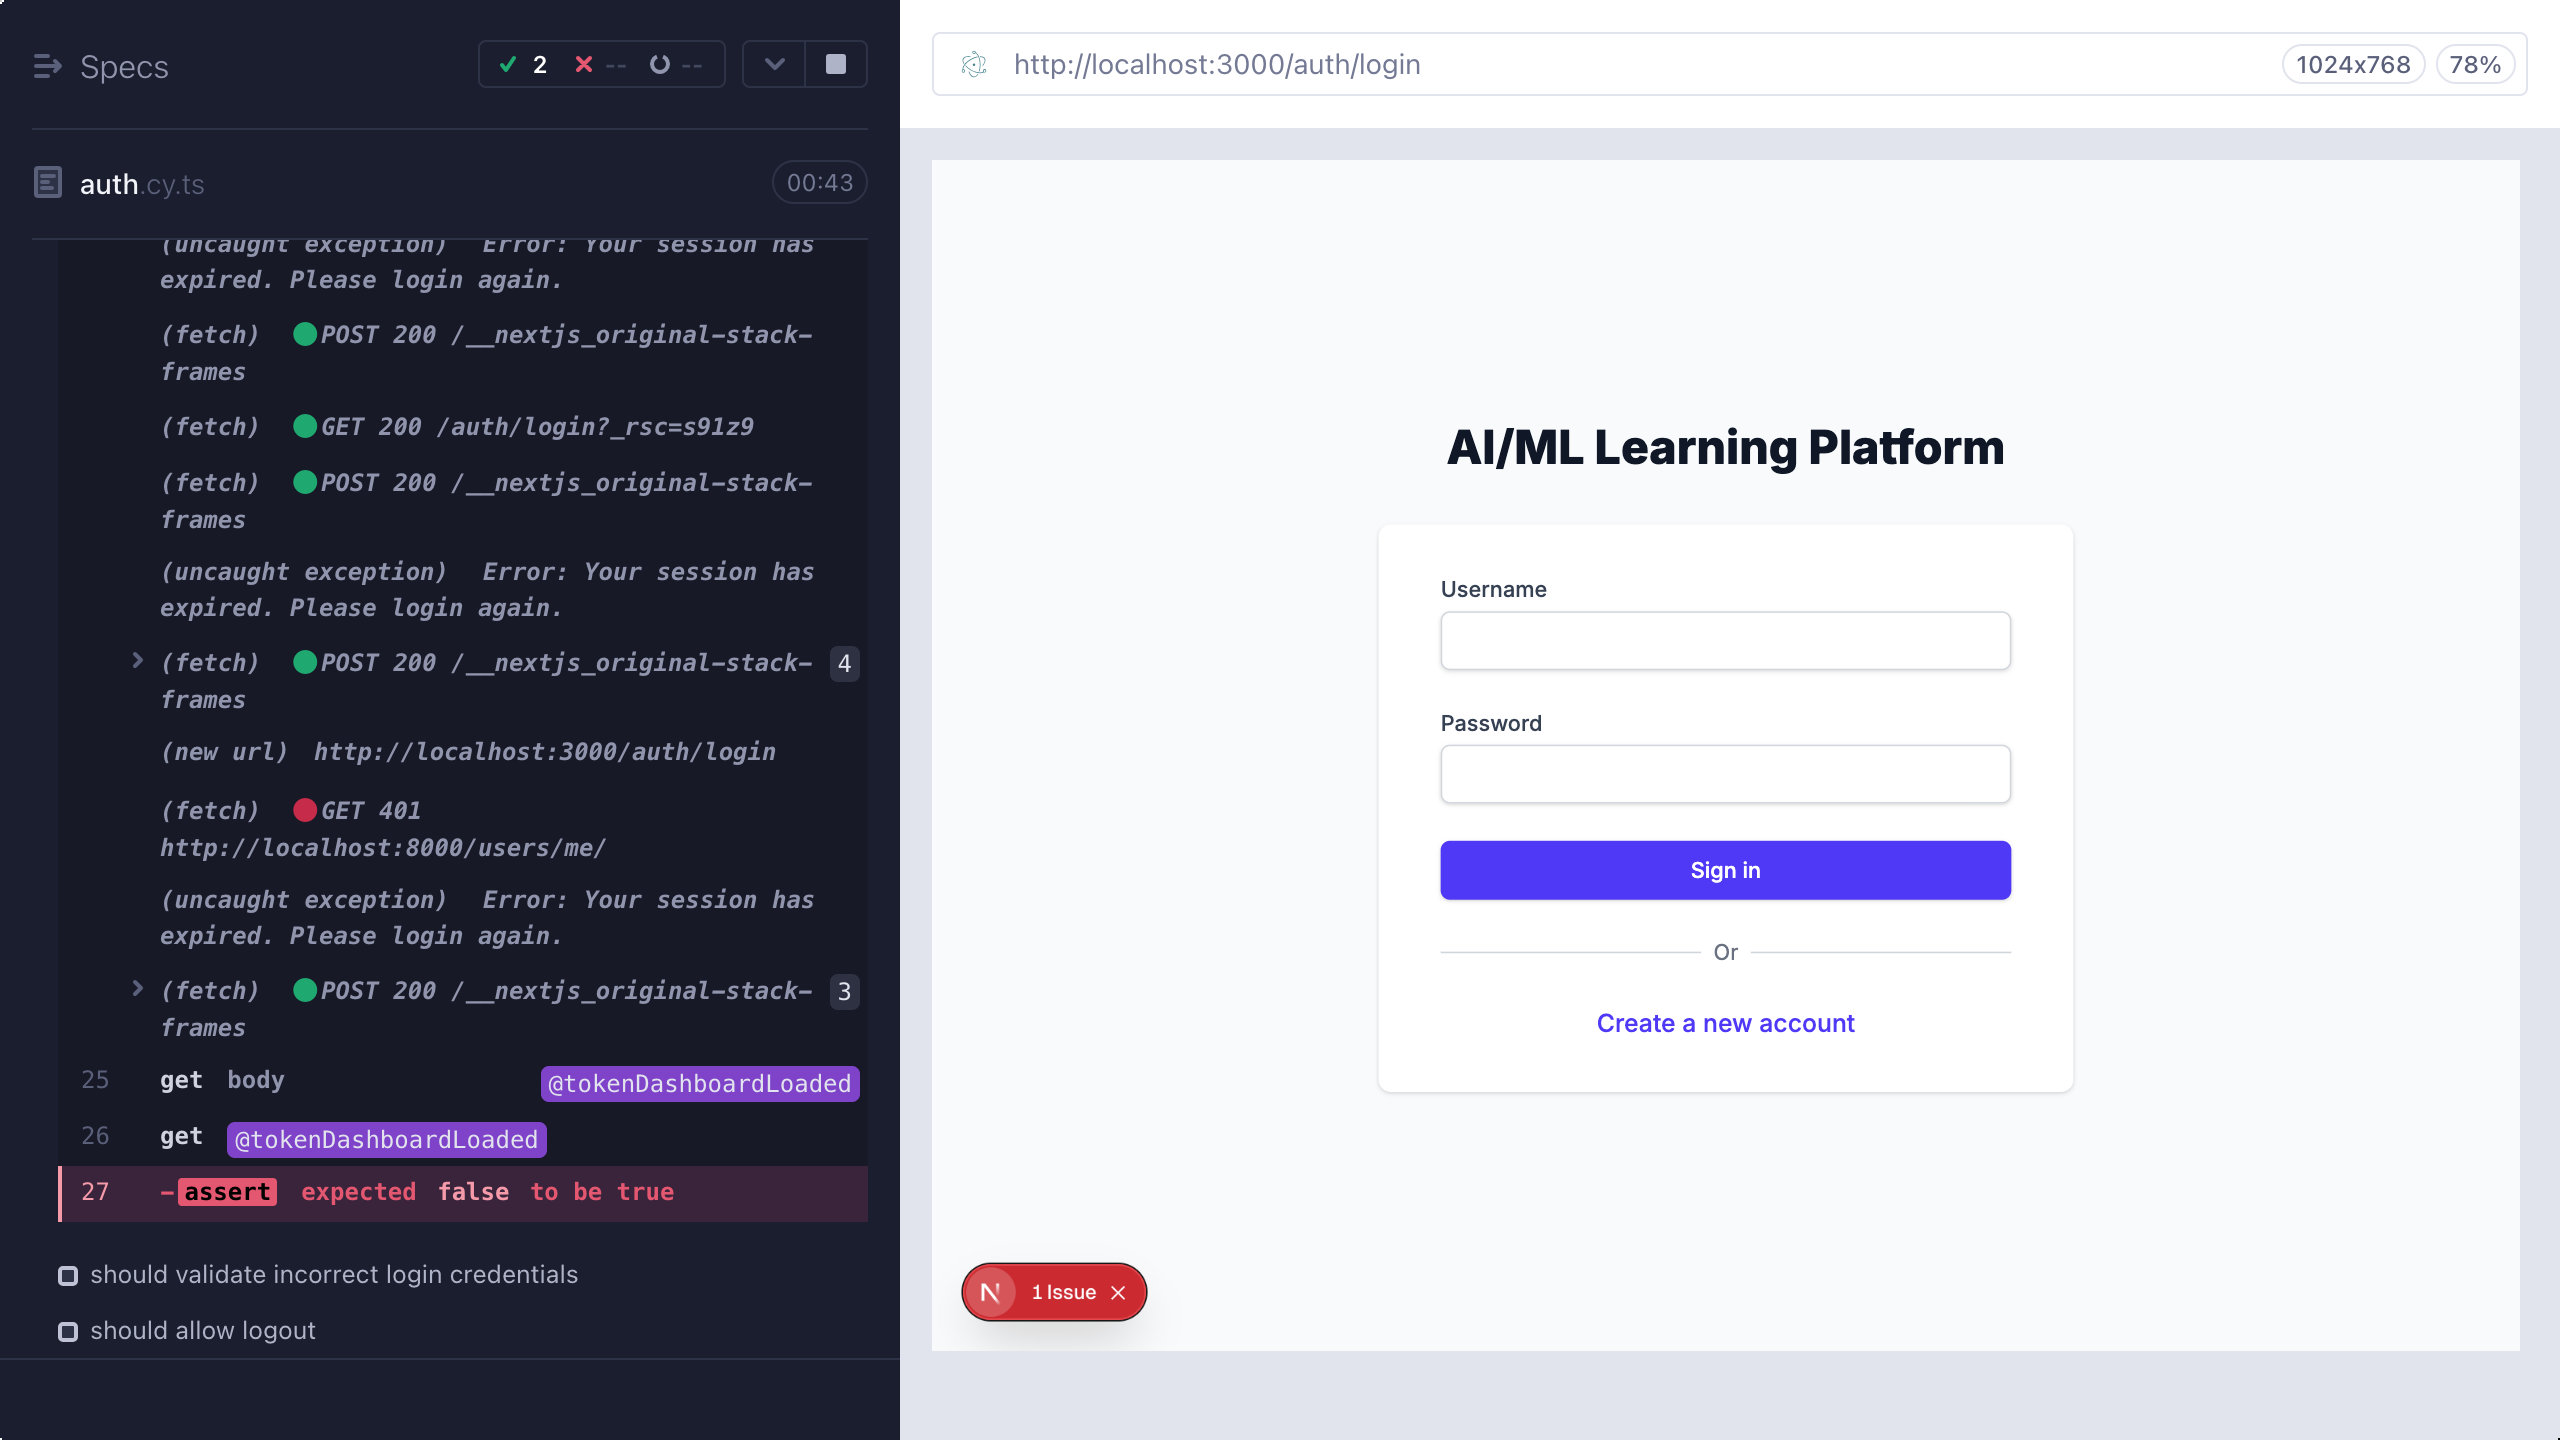 Specs
2
--
--
auth.cy.ts
00:43
(uncaught exception) Error: Your session has
expired. Please login again.
(fetch) POST 200 /__nextjs_original-stack-
frames
(fetch) GET 200 /auth/login?_rsc=s91z9
(fetch) POST 200 /__nextjs_original-stack-
frames
(uncaught exception) Error: Your session has
expired. Please login again.
(fetch) POST 200 /__nextjs_original-stack- 4
frames
(new url) http://localhost:3000/auth/login
(fetch) GET 401
http://localhost:8000/users/me/
(uncaught exception) Error: Your session has
expired. Please login again.
(fetch) POST 200 /__nextjs_original-stack- 3
frames
25 get body @tokenDashboardLoaded
26 get @tokenDashboardLoaded
27 -assert expected false to be true
should validate incorrect login credentials
should allow logout
http://localhost:3000/auth/login
1024x768
78%
AI/ML Learning Platform
Username
Password
Sign in
Or
Create a new account
N 1 Issue